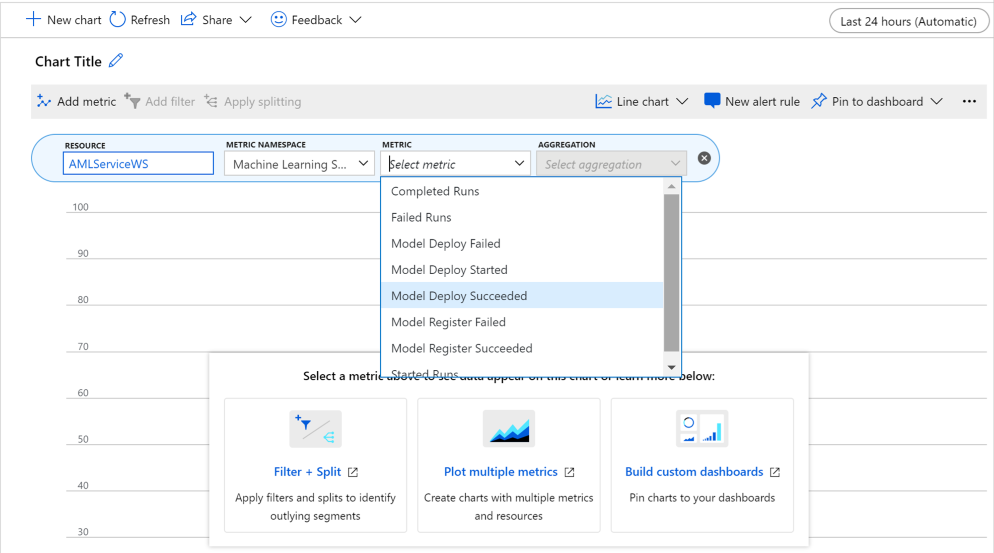 New chart Refresh Share Feedback Last 24 hours (Automatic)
Chart Title
Add metric Add filter Apply splitting Line chart New alert rule Pin to dashboard ...
RESOURCE METRIC NAMESPACE METRIC AGGREGATION
AMLServiceWS Machine Learning S... Select metric Select aggregation
Completed Runs
100
Failed Runs
Model Deploy Failed
90
Model Deploy Started
Model Deploy Succeeded
80
Model Register Failed
70
Model Register Succeeded
Started Runs
Select a metric above to see data appear on this chart or learn more below:
60
50
Filter + Split Plot multiple metrics Build custom dashboards
40
Apply filters and splits to identify Create charts with multiple metrics Pin charts to your dashboards
outlying segments and resources
30